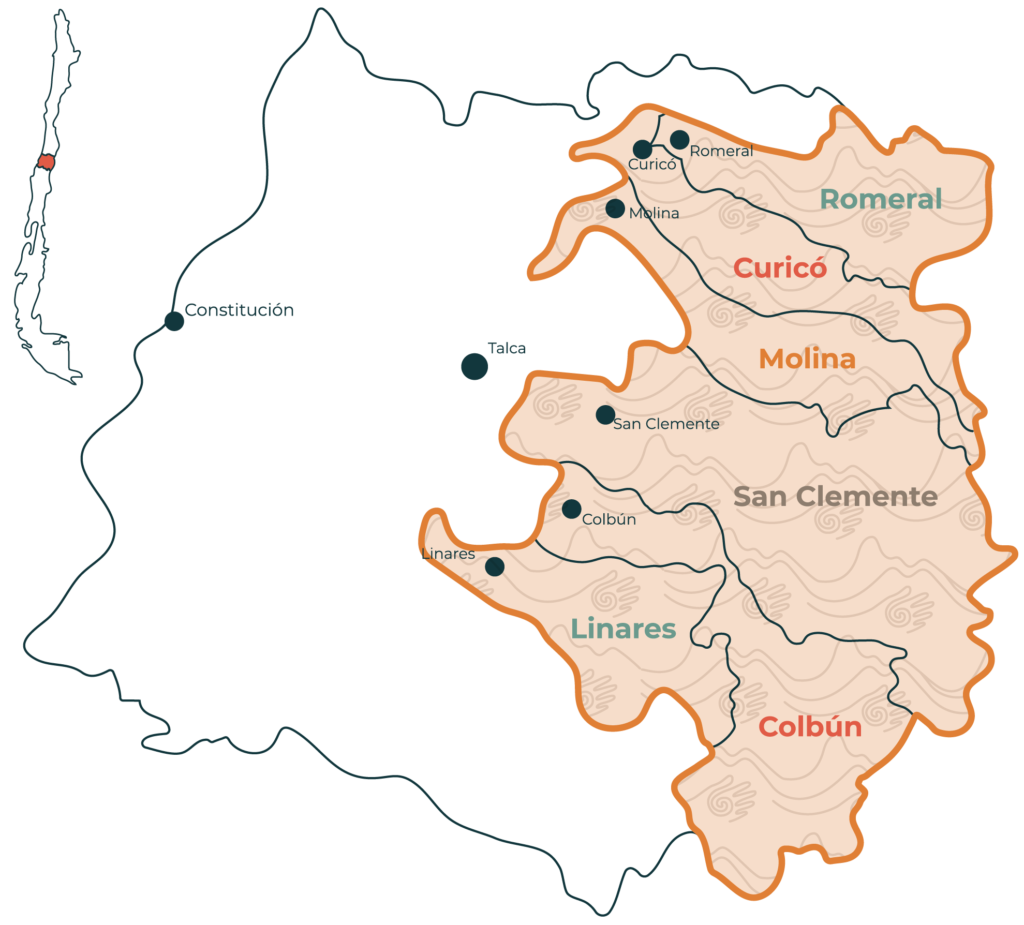 Romeral
Curicó
Romeral
Molina
Curicó
Constitución
Talca
Molina
San Clemente
San Clemente
Colbún
Linares
Linares
Colbún